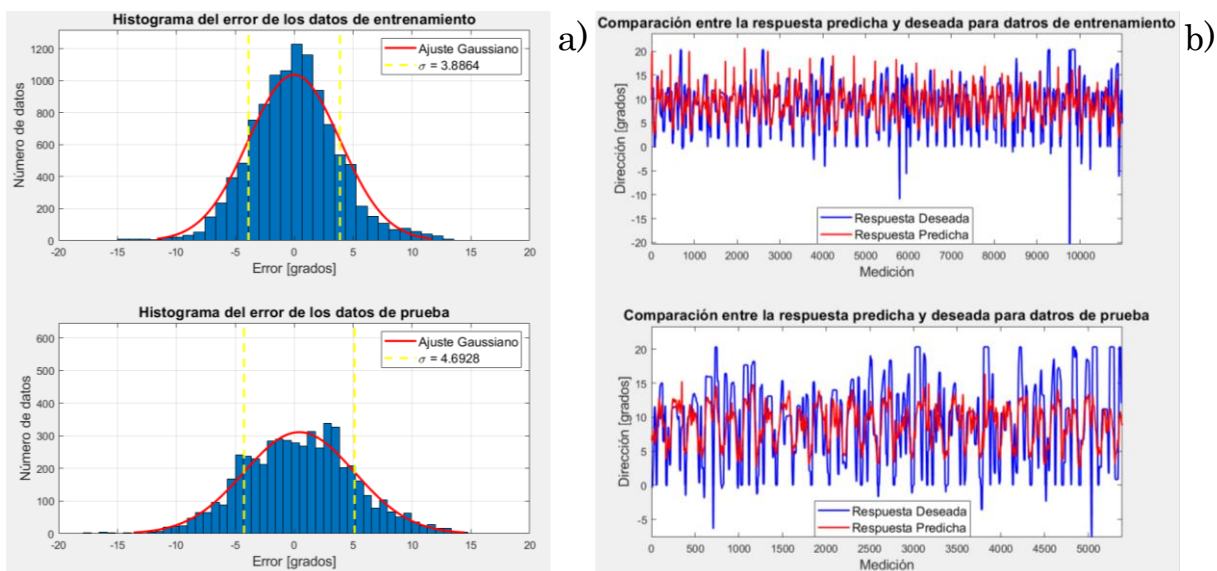 Histograma del error de los datos de entrenamiento
Número de datos
1200
1000
800
600
400
200
0
Ajuste Gaussiano
σ = 3.8864
-20 -15 -10 -5 0 5 10 15 20
Error [grados]
a)
Histograma del error de los datos de prueba
Número de datos
600
500
400
300
200
100
0
Ajuste Gaussiano
σ = 4.6928
-20 -15 -10 -5 0 5 10 15 20
Error [grados]
Comparación entre la respuesta predicha y deseada para datros de entrenamiento
Dirección [grados]
20
15
10
5
0
-5
-10
-15
-20
Respuesta Deseada
Respuesta Predicha
0 1000 2000 3000 4000 5000 6000 7000 8000 9000 10000
Medición
b)
Comparación entre la respuesta predicha y deseada para datros de prueba
Dirección [grados]
20
15
10
5
0
-5
Respuesta Deseada
Respuesta Predicha
0 500 1000 1500 2000 2500 3000 3500 4000 4500 5000
Medición